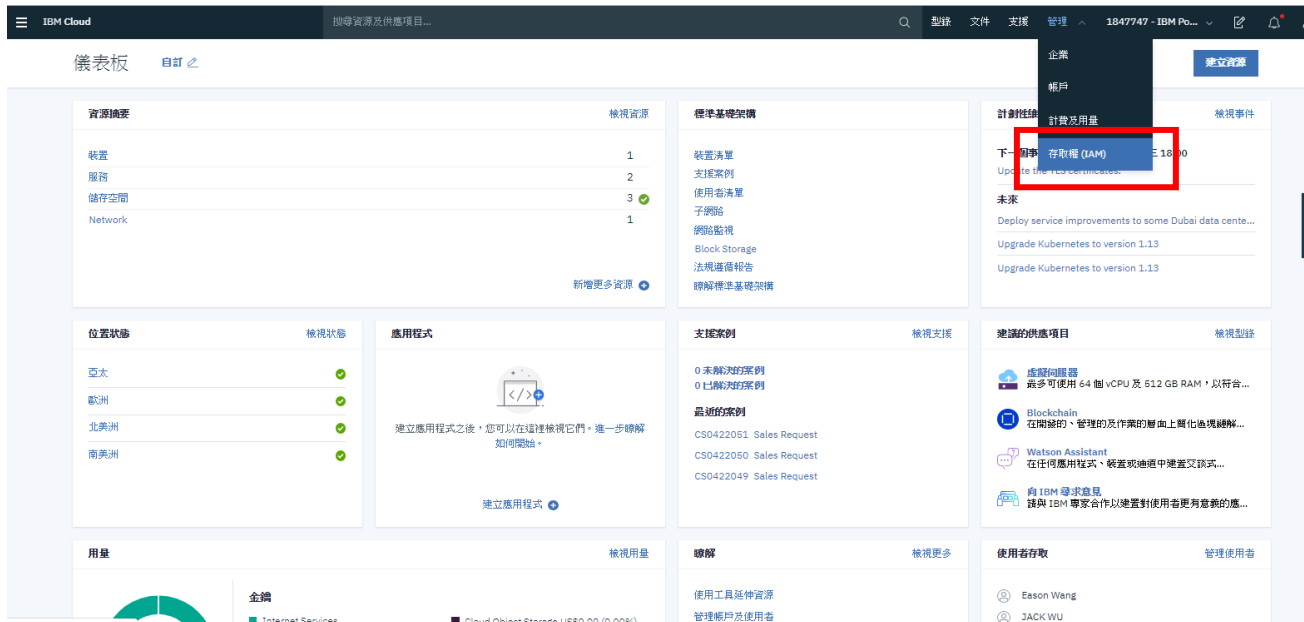 IBM Cloud
搜尋資源及供應項目...
型錄
文件
支援
管理
1847747 - IBM Po...
儀表板
自訂
企業
帳戶
計費及用量
存取權 (IAM)
建立資源
資源摘要
檢視資源
裝置 1
服務 2
儲存空間 3
Network 1
新增更多資源
標準基礎架構
裝置清單
支援案例
使用者清單
子網路
網路監視
Block Storage
法規遵循報告
瞭解標準基礎架構
檢視事件
18:00
Update the TLS certificates.
未來
Deploy service improvements to some Dubai data cente...
Upgrade Kubernetes to version 1.13
Upgrade Kubernetes to version 1.13
位置狀態
檢視狀態
亞太
歐洲
北美洲
南美洲
應用程式
建立應用程式之後，您可以在這裡檢視它們。進一步瞭解
如何開始。
建立應用程式
支援案例
檢視支援
0 未解決的案例
0 已解決的案例
最近的案例
CS0422051 Sales Request
CS0422050 Sales Request
CS0422049 Sales Request
建議的供應項目
檢視型錄
虛擬伺服器
最多可使用 64 個 vCPU 及 512 GB RAM，以符合...
Blockchain
在開發的、管理的及作業的層面上簡化區塊鏈解...
Watson Assistant
在任何應用程式、裝置或通道中建置交談式...
向 IBM 尋求意見
請與 IBM 專家合作以建置對使用者更有意義的應...
用量
檢視用量
金鑰
Internet Services
Cloud Object Storage US$0.00 (0.00%)
瞭解
檢視更多
使用工具延伸資源
管理帳戶及使用者
使用者存取
管理使用者
Eason Wang
JACK WU